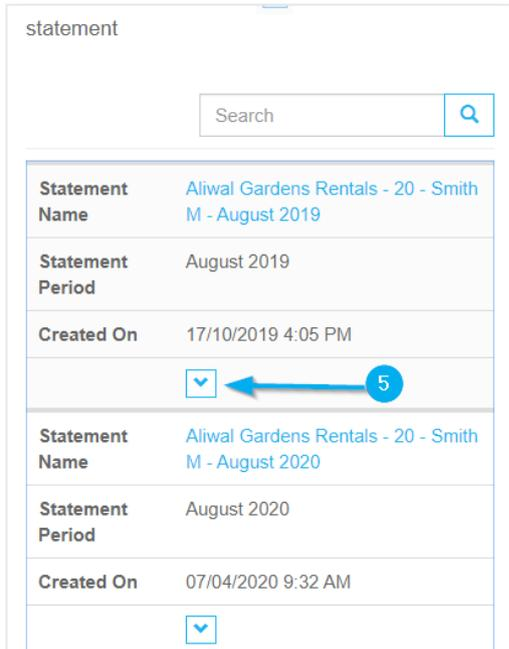 statement
Search
Statement Name
Aliwal Gardens Rentals - 20 - Smith M - August 2019
Statement Period
August 2019
Created On
17/10/2019 4:05 PM
5
Statement Name
Aliwal Gardens Rentals - 20 - Smith M - August 2020
Statement Period
August 2020
Created On
07/04/2020 9:32 AM